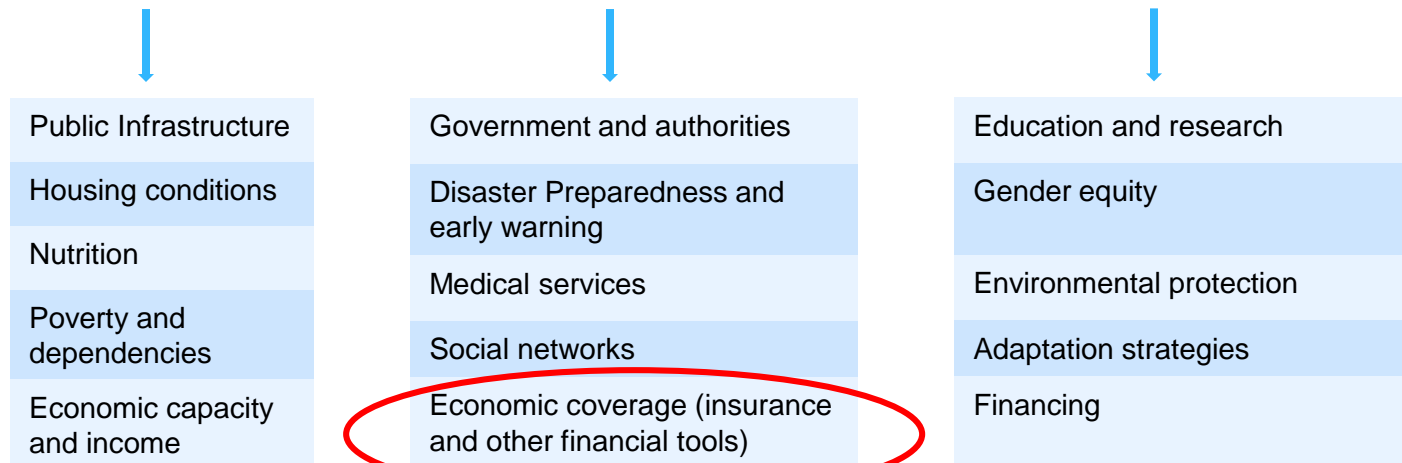 Public Infrastructure
Housing conditions
Nutrition
Poverty and
dependencies
Economic capacity
and income
Government and authorities
Disaster Preparedness and
early warning
Medical services
Social networks
Economic coverage (insurance
and other financial tools)
Education and research
Gender equity
Environmental protection
Adaptation strategies
Financing